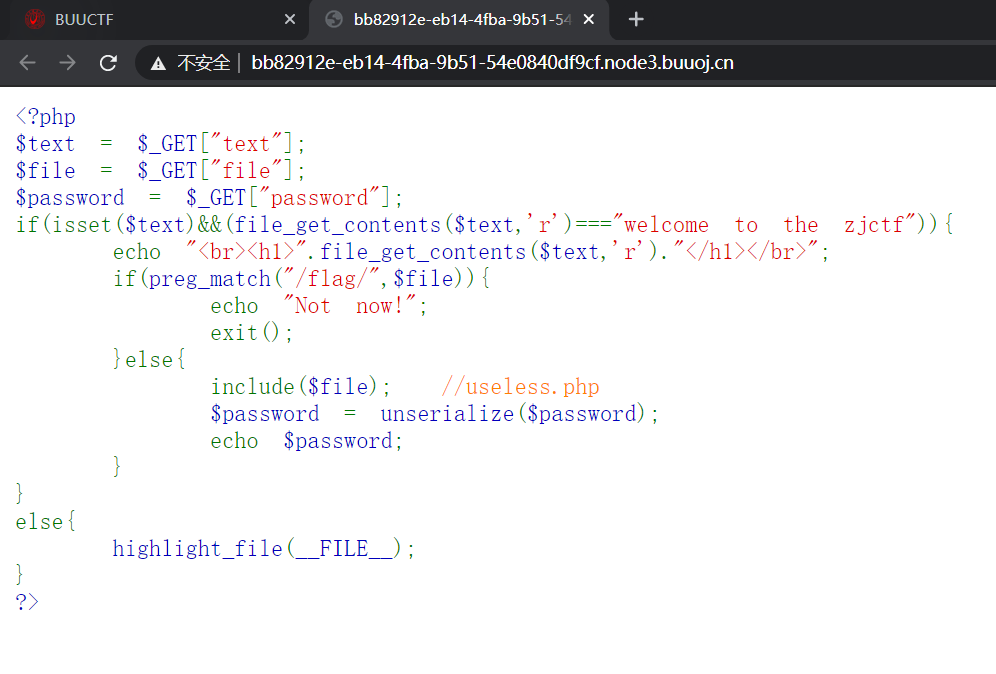 BUUCTF
bb82912e-eb14-4fba-9b51-54
不安全 bb82912e-eb14-4fba-9b51-54e0840df9cf.node3.buuoj.cn
<?php
$text = $_GET["text"];
$file = $_GET["file"];
$password = $_GET["password"];
if(isset($text)&&(file_get_contents($text,'r')==="welcome to the zjctf")){
echo "<br><h1>".file_get_contents($text,'r')."</h1></br>";
if(preg_match("/flag/",$file)){
echo "Not now!";
exit();
}else{
include($file); //useless.php
$password = unserialize($password);
echo $password;
}
}
else{
highlight_file(__FILE__);
}
?>